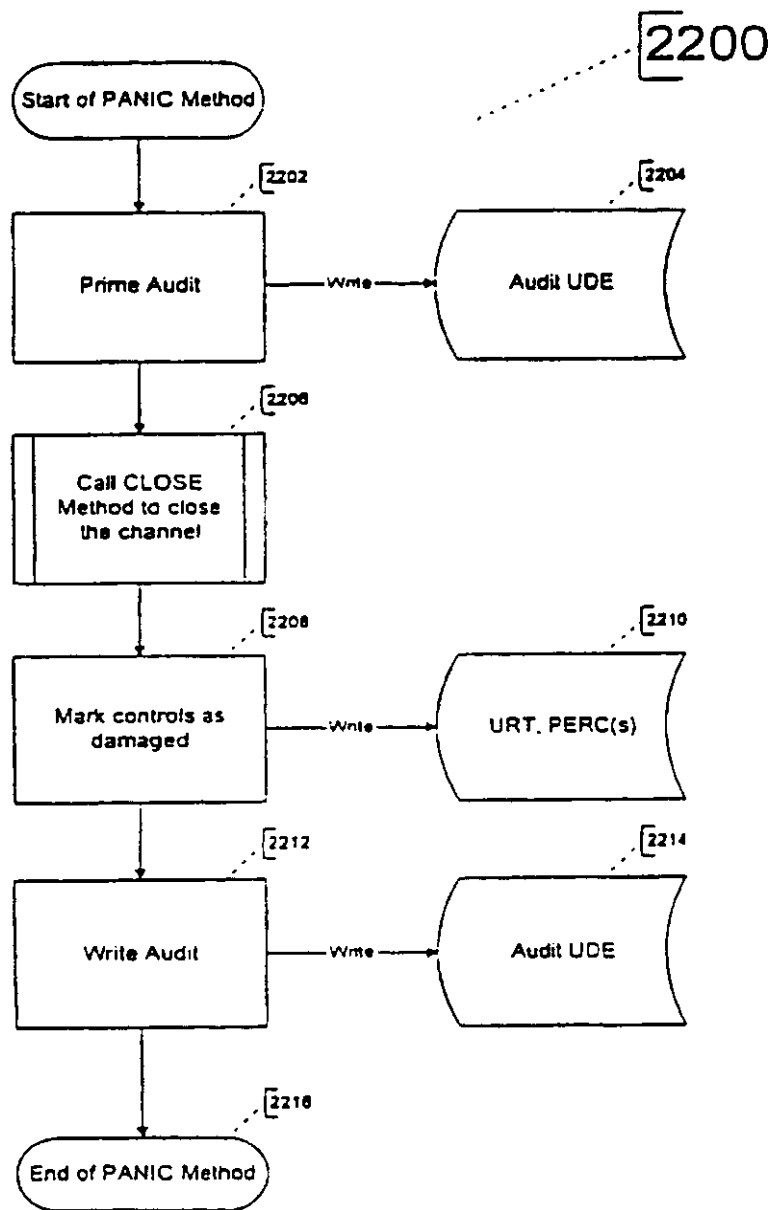 2200
Start of PANIC Method
2202
2204
Prime Audit
Write
Audit UDE
2206
Call CLOSE
Method to close
the channel
2208
2210
Mark controls as
damaged
Write
URT, PERC(s)
2212
2214
Write Audit
Write
Audit UDE
2216
End of PANIC Method